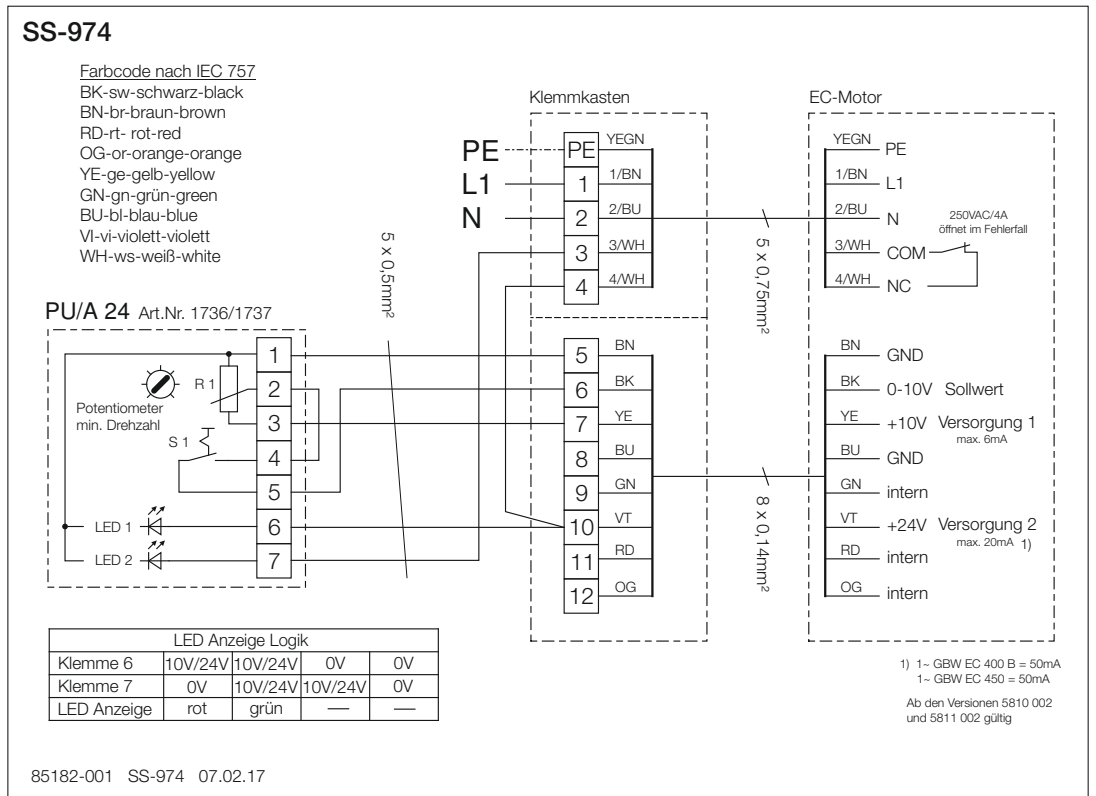 SS-974
Farbcode nach IEC 757
BK-sw-schwarz-black
BN-br-braun-brown
RD-rt- rot-red
OG-or-orange-orange
YE-ge-gelb-yellow
GN-gn-grün-green
BU-bl-blau-blue
VI-vi-violett-violett
WH-ws-weiß-white
PU/A 24 Art.Nr. 1736/1737
Potentiometer
min. Drehzahl
R 1
S 1
LED 1
LED 2
1
2
3
4
5
6
7
5 x 0,5mm²
Klemmkasten
PE PE YEGN
L1 1 1/BN
N 2 2/BU
3 3/WH
4 4/WH
5 BN
6 BK
7 YE
8 BU
9 GN
10 VT
11 RD
12 OG
5 x 0,75mm²
8 x 0,14mm²
EC-Motor
YEGN PE
1/BN L1
2/BU N
250VAC/4A
öffnet im Fehlerfall
3/WH COM
4/WH NC
BN GND
BK 0-10V Sollwert
YE +10V Versorgung 1
max. 6mA
BU GND
GN intern
VT +24V Versorgung 2
max. 20mA 1)
RD intern
OG intern
LED Anzeige Logik
Klemme 6 10V/24V 10V/24V 0V 0V
Klemme 7 0V 10V/24V 10V/24V 0V
LED Anzeige rot grün — —
1) 1~ GBW EC 400 B = 50mA
1~ GBW EC 450 = 50mA
Ab den Versionen 5810 002
und 5811 002 gültig
85182-001 SS-974 07.02.17